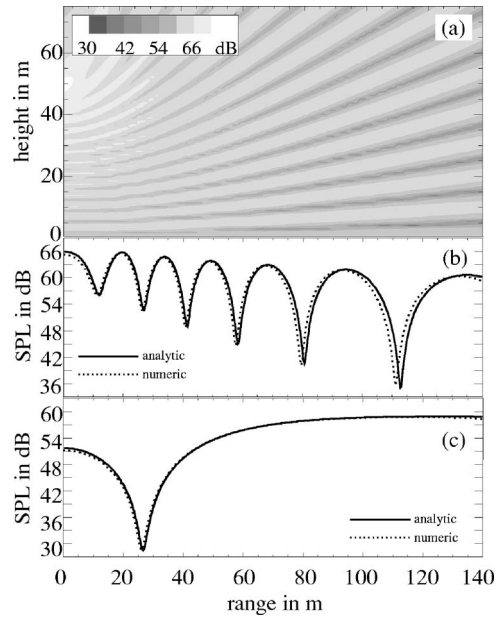 (a)
30 42 54 66 dB
height in m
60
40
20
0
(b)
SPL in dB
66
60
54
48
42
36
analytic
numeric
(c)
SPL in dB
60
54
48
42
36
30
analytic
numeric
0 20 40 60 80 100 120 140
range in m